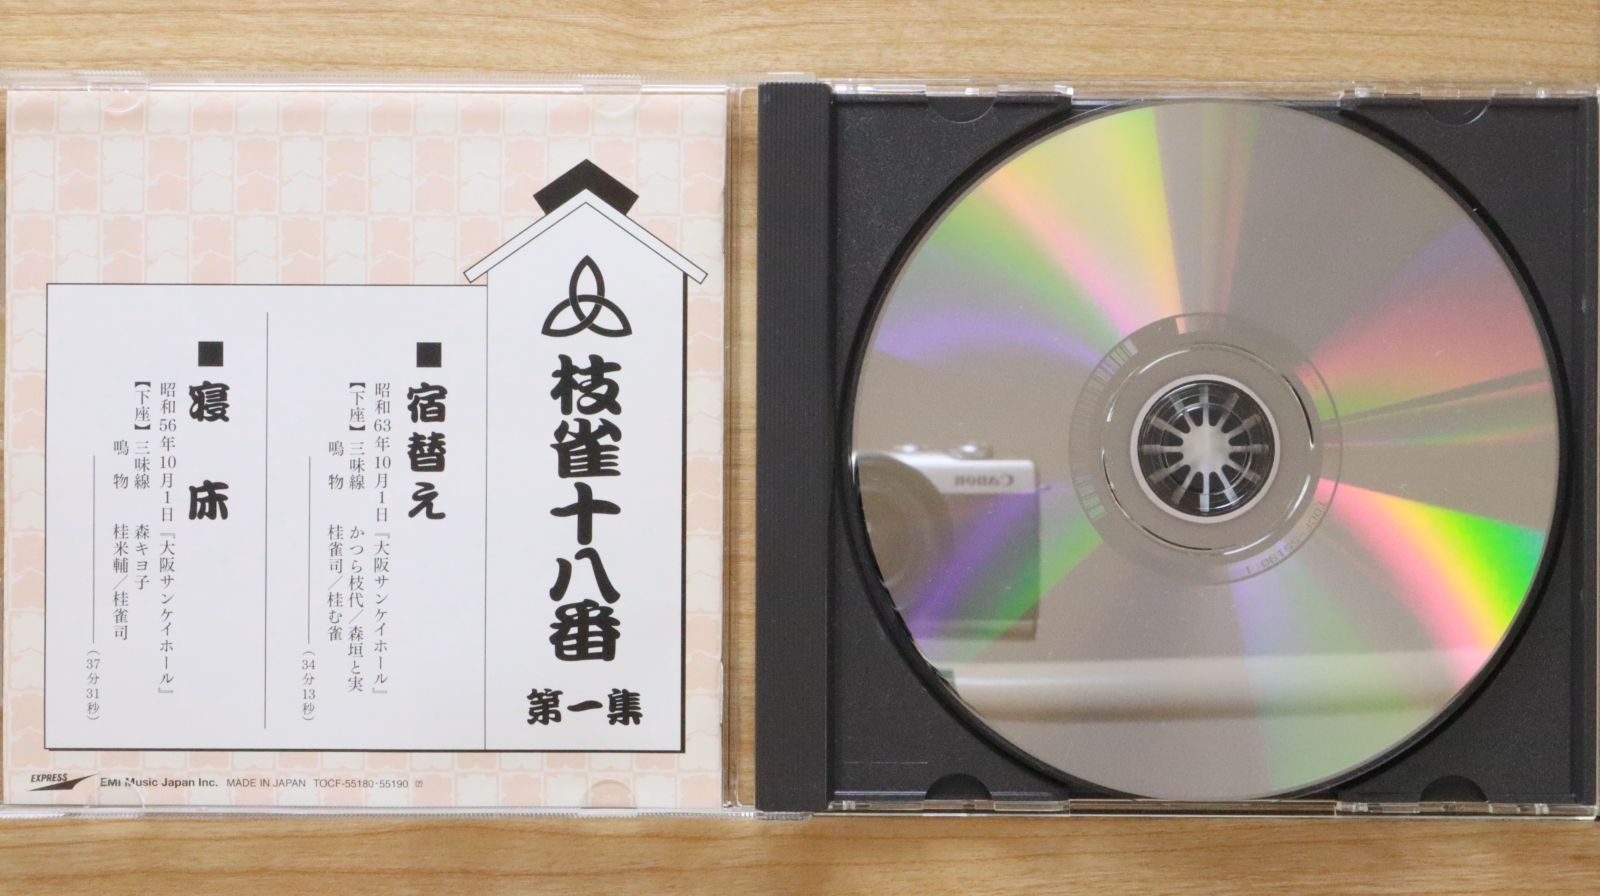 枝雀十八番
第一集
■宿替え
昭和63年10月1日『大阪サンケイホール』
【下座】三味線 かつら枝代／森垣と実
鳴物 桂雀司／桂む雀
(34分13秒)
■寝床
昭和56年10月1日『大阪サンケイホール』
【下座】三味線 森キヨ子
鳴物 桂米輔／桂雀司
(37分31秒)
EXPRESS
EMI Music Japan Inc. MADE IN JAPAN TOCF-55180-55190 ⑵
Canon
TOCF-55190 1